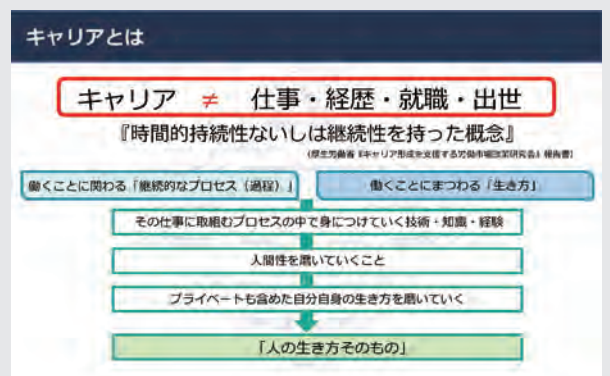 キャリアとは
キャリア ≠ 仕事・経歴・就職・出世
『時間的持続性ないしは継続性を持った概念』
(厚生労働省『キャリア形成を支援する労働市場政策研究会』報告書)
働くことに関わる「継続的なプロセス(過程)」
働くことにまつわる「生き方」
その仕事に取組むプロセスの中で身につけていく技術・知識・経験
人間性を磨いていくこと
プライベートも含めた自分自身の生き方を磨いていく
「人の生き方そのもの」